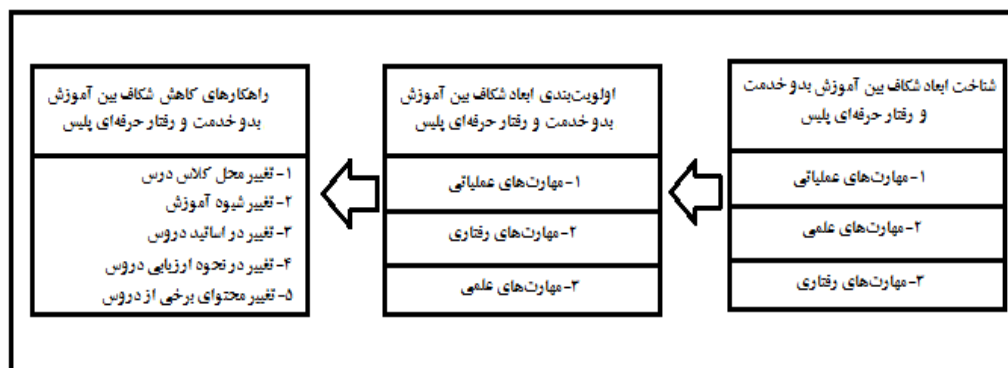 شناخت ابعاد شکاف بین آموزش بدو خدمت
و رفتار حرفه‌ای پلیس
۱-مهارت‌های عملیاتی
۲-مهارت‌های علمی
۳-مهارت‌های رفتاری
اولویت‌بندی ابعاد شکاف بین آموزش
بدو خدمت و رفتار حرفه‌ای پلیس
۱-مهارت‌های عملیاتی
۲-مهارت‌های رفتاری
۳-مهارت‌های علمی
راهکارهای کاهش شکاف بین آموزش
بدو خدمت و رفتار حرفه‌ای پلیس
۱-تغییر محل کلاس درس
۲-تغییر شیوه آموزش
۳-تغییر در اساتید دروس
۴-تغییر در نحوه ارزیابی دروس
۵-تغییر محتوای برخی از دروس